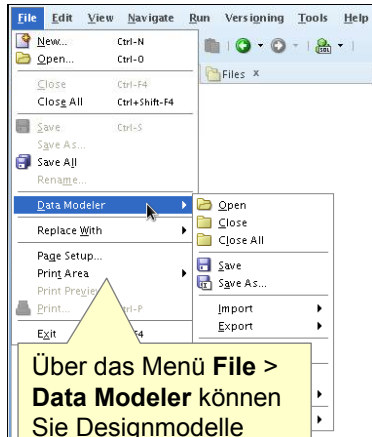 File Edit View Navigate Run Versioning Tools Help
New... Ctrl-N
Open... Ctrl-O
Files x
Close Ctrl-F4
Close All Ctrl+Shift-F4
Save Ctrl-S
Save As...
Save All
Rename...
Data Modeler
Replace With
Page Setup...
Print Area
Print Preview
Print... Ctrl-P
Exit F4
Open
Close
Close All
Save
Save As...
Import
Export
Über das Menü File >
Data Modeler können
Sie Designmodelle